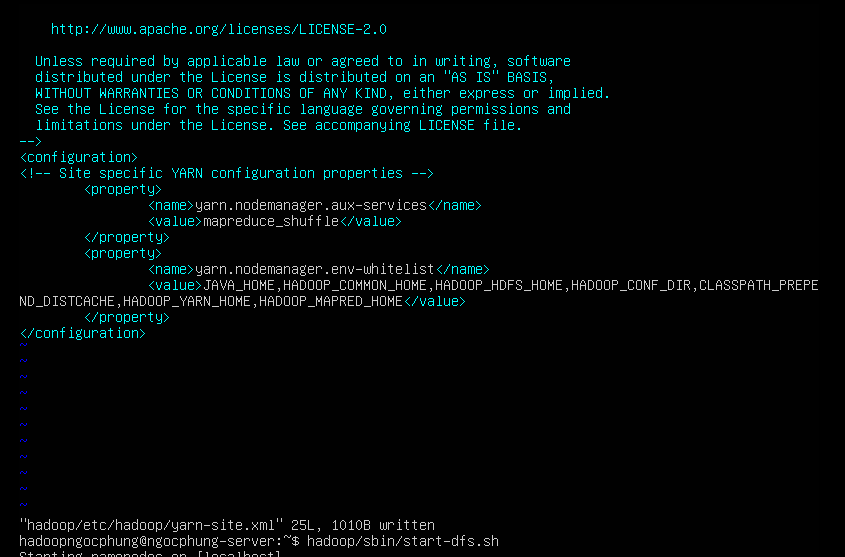 http://www.apache.org/licenses/LICENSE-2.0
Unless required by applicable law or agreed to in writing, software
distributed under the License is distributed on an "AS IS" BASIS,
WITHOUT WARRANTIES OR CONDITIONS OF ANY KIND, either express or implied.
See the License for the specific language governing permissions and
limitations under the License. See accompanying LICENSE file.
-->
<configuration>
<!-- Site specific YARN configuration properties -->
<property>
<name>yarn.nodemanager.aux-services</name>
<value>mapreduce_shuffle</value>
</property>
<property>
<name>yarn.nodemanager.env-whitelist</name>
<value>JAVA_HOME,HADOOP_COMMON_HOME,HADOOP_HDFS_HOME,HADOOP_CONF_DIR,CLASSPATH_PREPE
ND_DISTCACHE,HADOOP_YARN_HOME,HADOOP_MAPRED_HOME</value>
</property>
</configuration>
~
~
~
~
~
~
~
~
~
~
~
"hadoop/etc/hadoop/yarn-site.xml" 25L, 1010B written
hadoopngocphung@ngocphung-server:~$ hadoop/sbin/start-dfs.sh
Starting namenodes on [localhost]